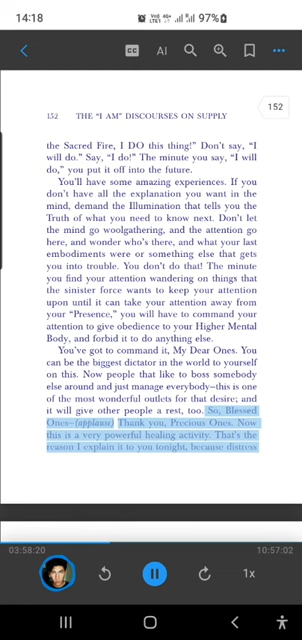 14:18
97%
CC
AI
152
152 THE “I AM” DISCOURSES ON SUPPLY
the Sacred Fire, I DO this thing!” Don’t say, “I
will do.” Say, “I do!” The minute you say, “I will
do,” you put it off into the future.
You’ll have some amazing experiences. If you
don’t have all the explanation you want in the
mind, demand the Illumination that tells you the
Truth of what you need to know next. Don’t let
the mind go woolgathering, and the attention go
here, and wonder who’s there, and what your last
embodiments were or something else that gets
you into trouble. You don’t do that! The minute
you find your attention wandering on things that
the sinister force wants to keep your attention
upon until it can take your attention away from
your “Presence,” you will have to command your
attention to give obedience to your Higher Mental
Body, and forbid it to do anything else.
You’ve got to command it, My Dear Ones. You
can be the biggest dictator in the world to yourself
on this. Now people that like to boss somebody
else around and just manage everybody—this is one
of the most wonderful outlets for that desire; and
it will give other people a rest, too. So, Blessed
Ones—(applause) Thank you, Precious Ones. Now
this is a very powerful healing activity. That’s the
reason I explain it to you tonight, because distress
03:58:20
10:57:02
1x